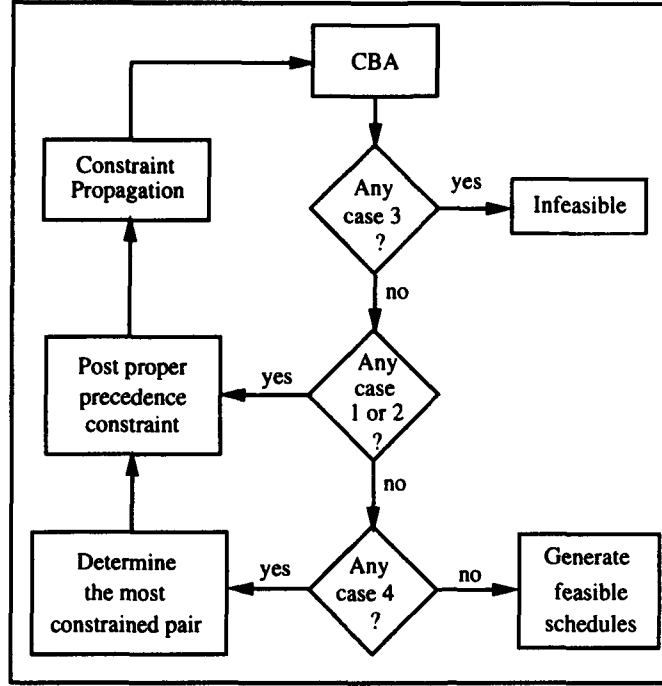 CBA
Constraint
Propagation
Any
case 3
?
yes
Infeasible
no
Post proper
precedence
constraint
yes
Any
case
1 or 2
?
no
Determine
the most
constrained pair
yes
Any
case 4
?
no
Generate
feasible
schedules